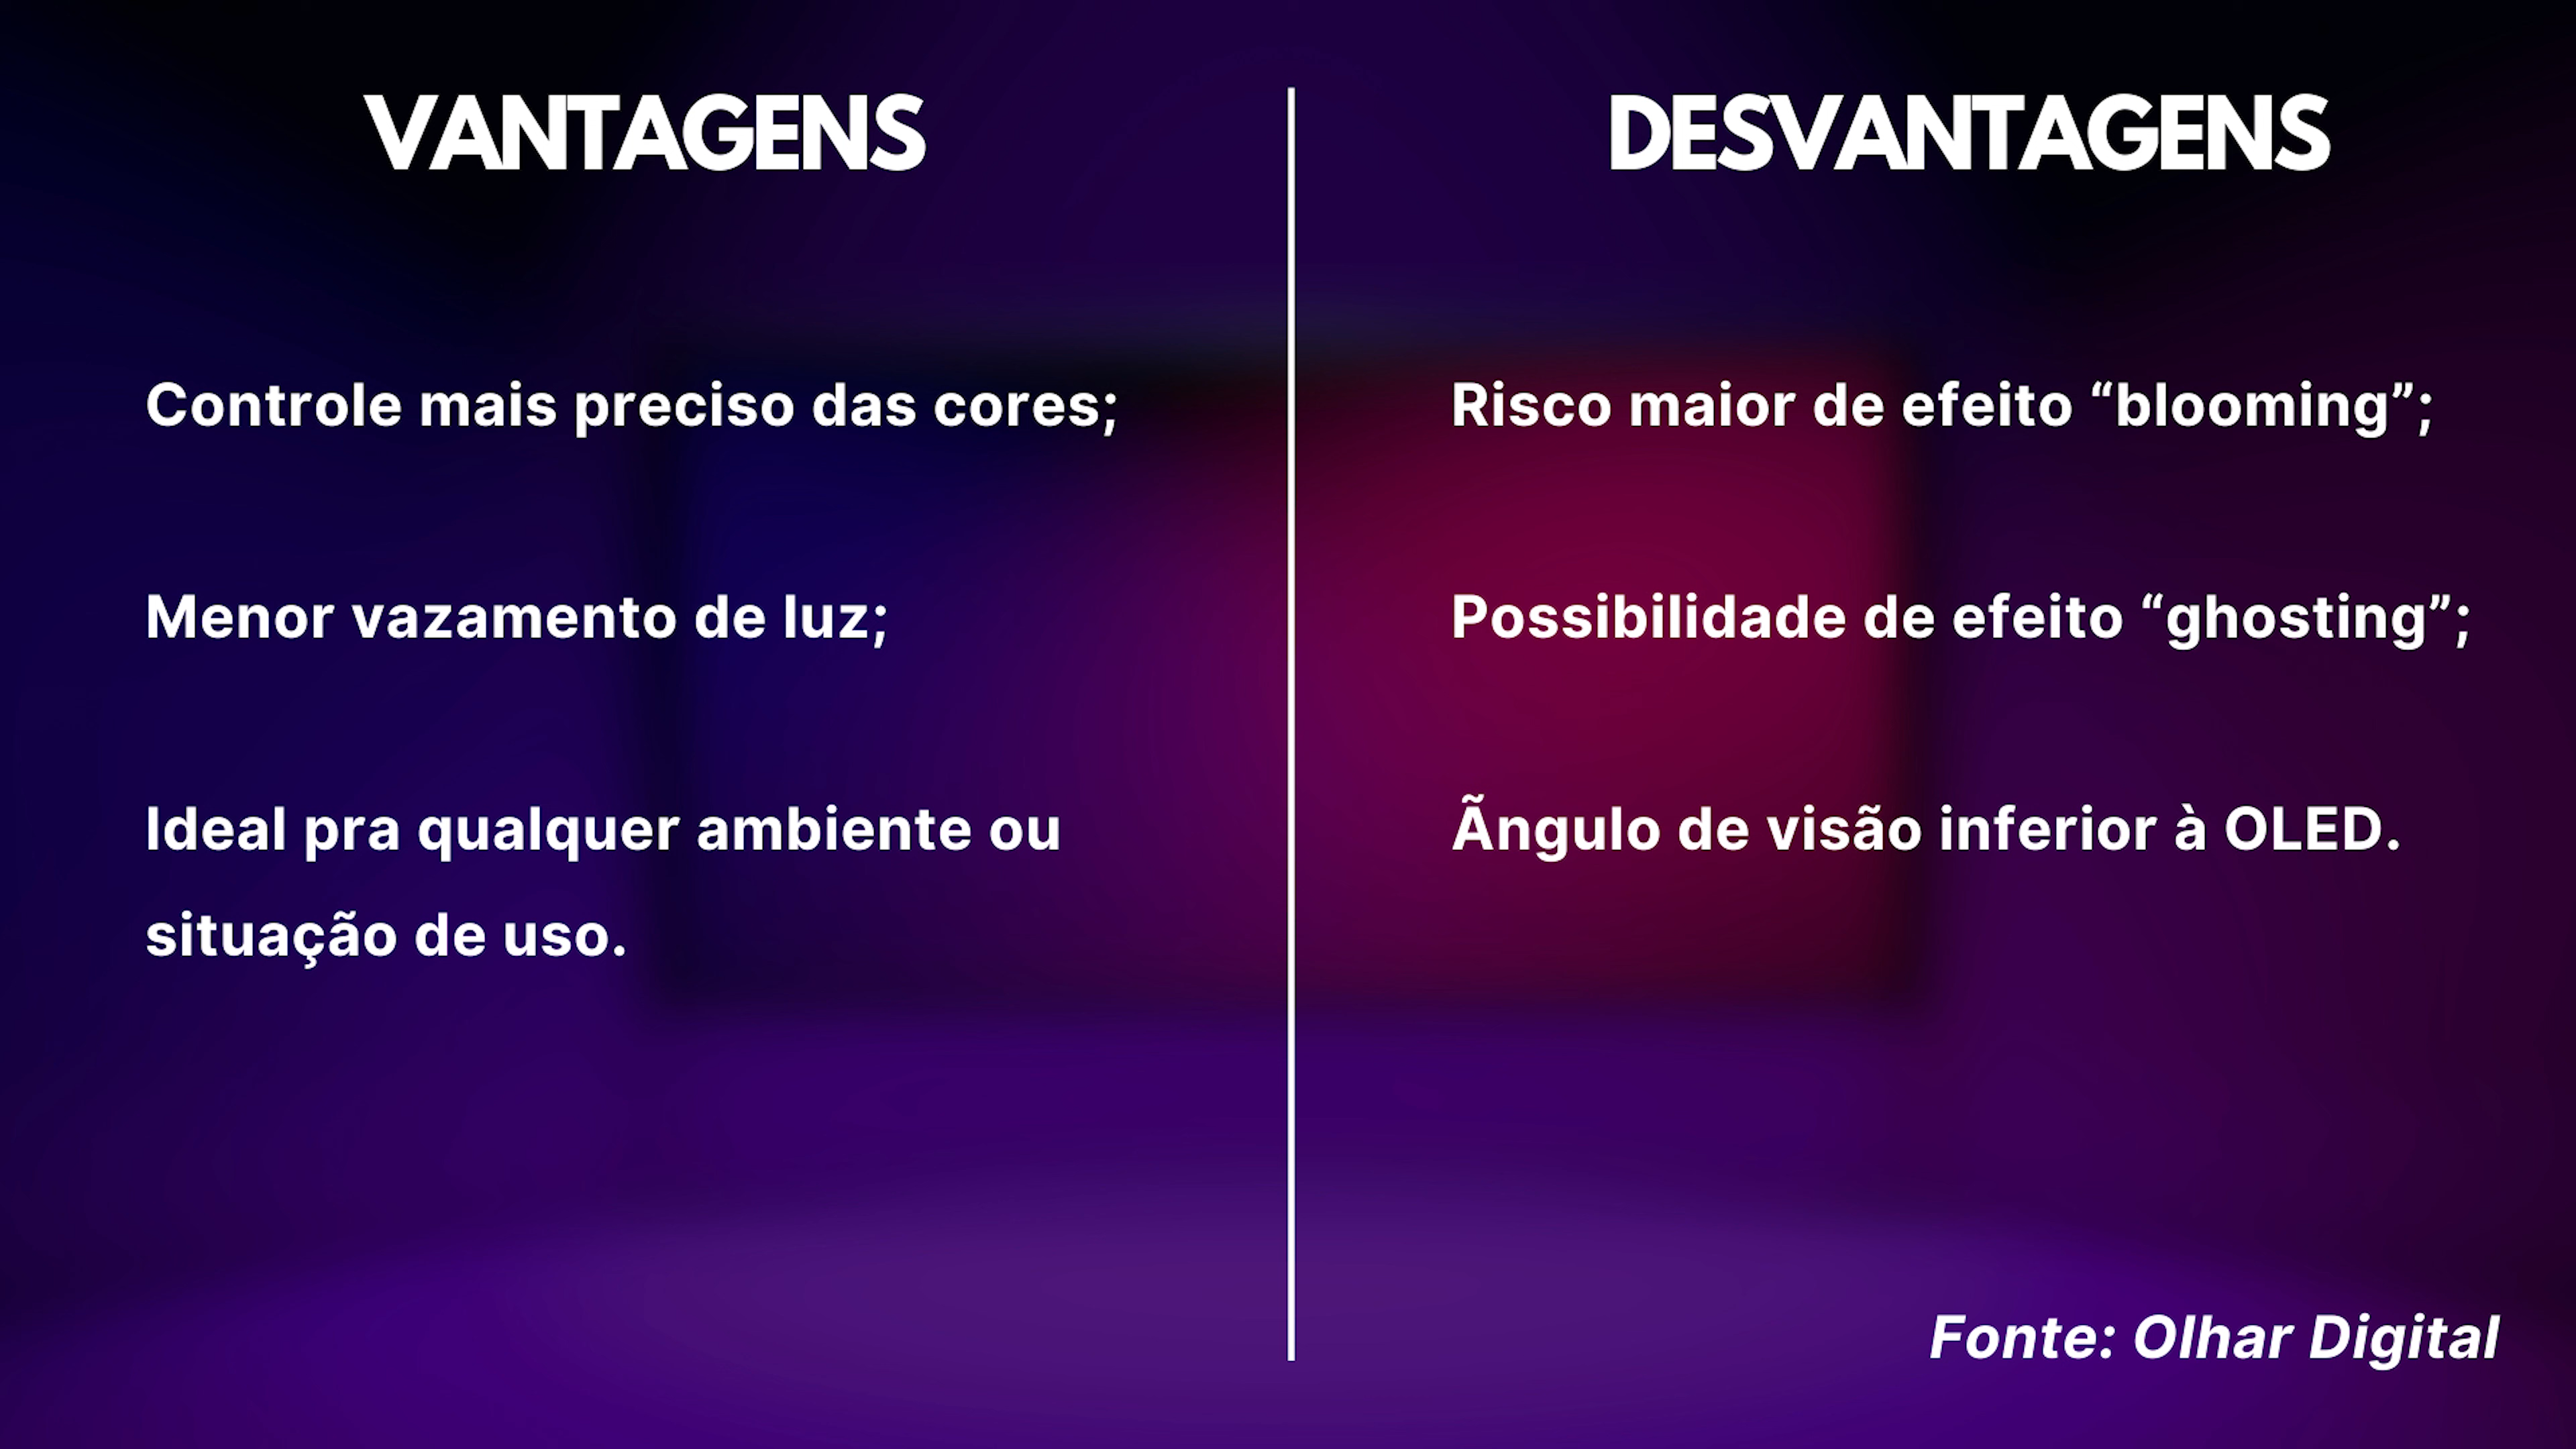 VANTAGENS
Controle mais preciso das cores;
Menor vazamento de luz;
Ideal pra qualquer ambiente ou
situação de uso.
DESVANTAGENS
Risco maior de efeito “blooming”;
Possibilidade de efeito “ghosting”;
Ãngulo de visão inferior à OLED.
Fonte: Olhar Digital